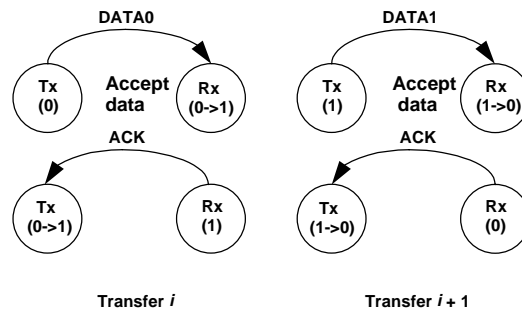 DATA0
Tx
(0)
Accept
data
Rx
(0->1)
ACK
Tx
(0->1)
Rx
(1)
Transfer i
DATA1
Tx
(1)
Accept
data
Rx
(1->0)
ACK
Tx
(1->0)
Rx
(0)
Transfer i + 1